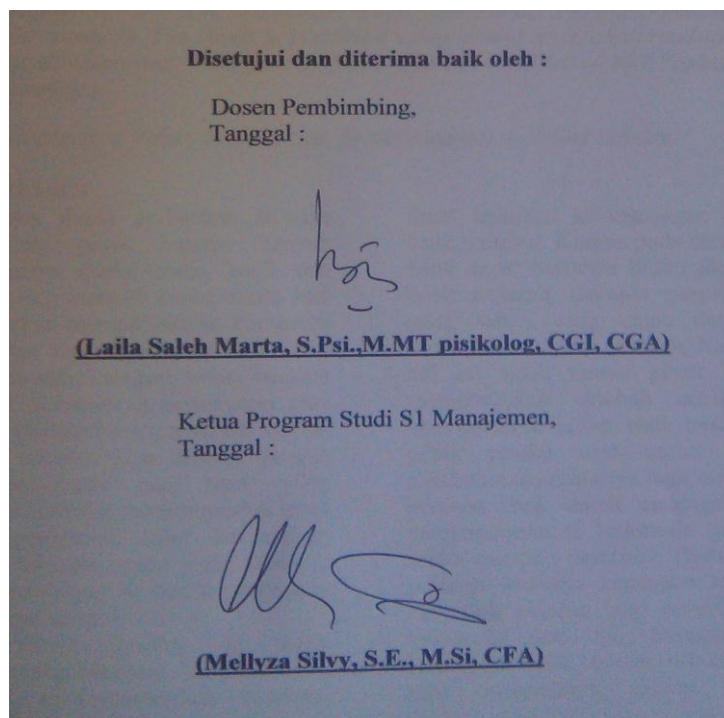 Disetujui dan diterima baik oleh :
Dosen Pembimbing,
Tanggal :
(Laila Saleh Marta, S.Psi.,M.MT pisikolog, CGI, CGA)
Ketua Program Studi S1 Manajemen,
Tanggal :
(Mellyza Silvy, S.E., M.Si, CFA)